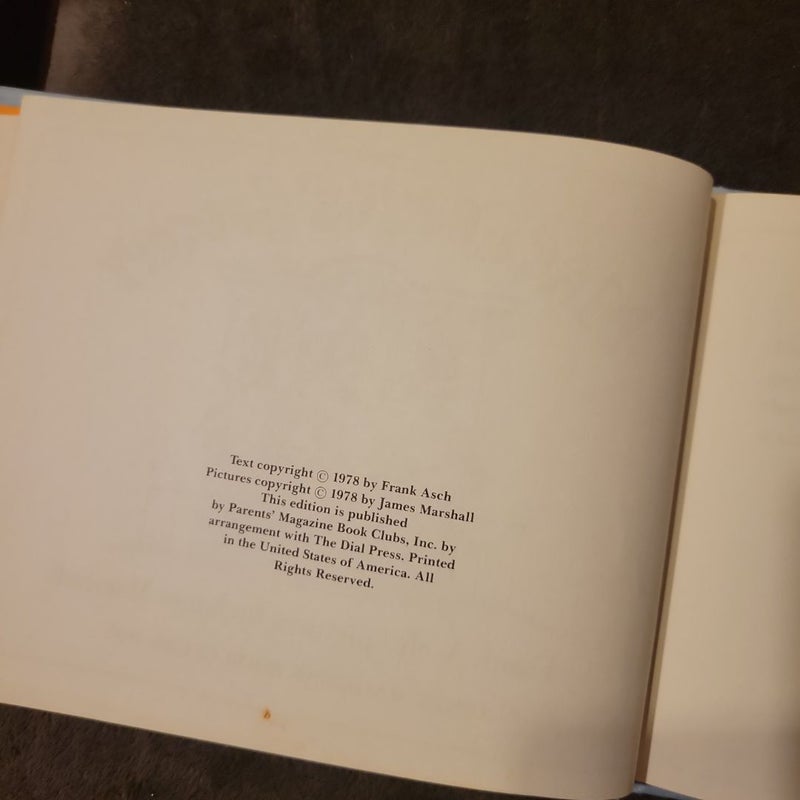 Text copyright © 1978 by Frank Asch
Pictures copyright © 1978 by James Marshall
This edition is published
by Parents' Magazine Book Clubs, Inc. by
arrangement with The Dial Press. Printed
in the United States of America. All
Rights Reserved.